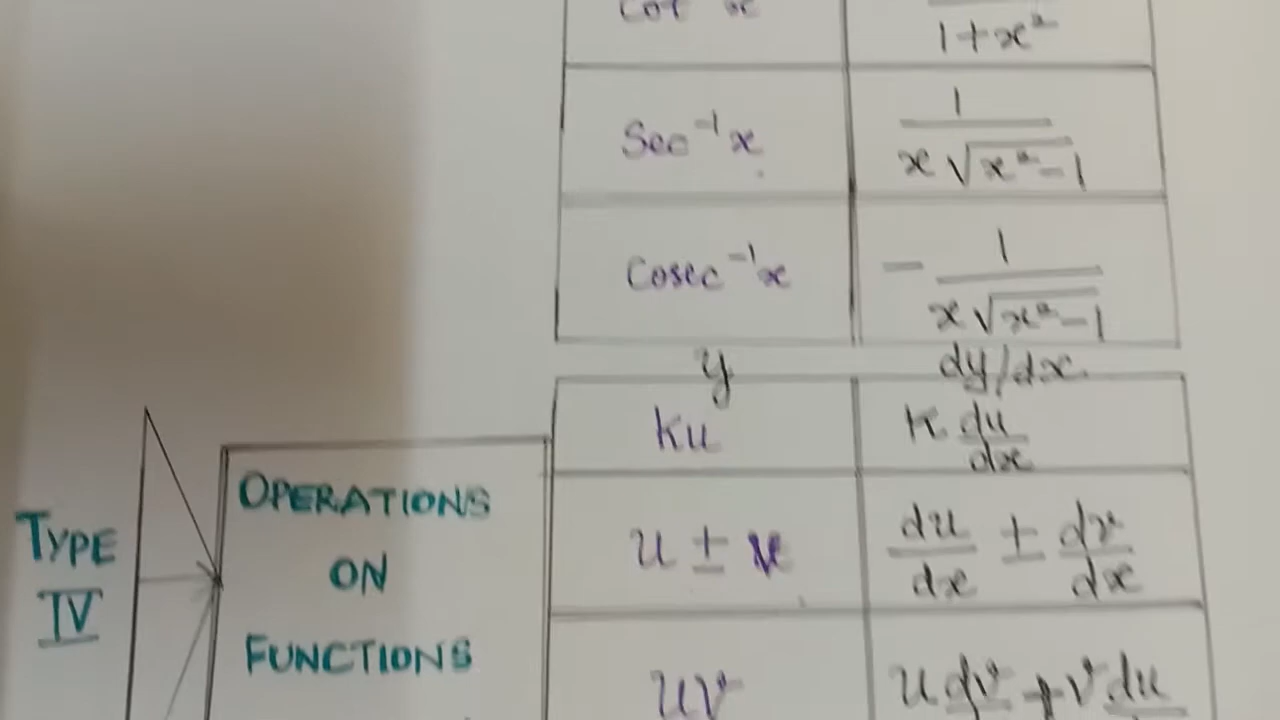 Cot x 1+x²
Sec⁻¹x 1/(x√(x²-1))
Cosec⁻¹x -1/(x√(x²-1))
y dy/dx
ku k du/dx
u ± v du/dx ± dv/dx
uv u dv + v du
TYPE
IV
OPERATIONS
ON
FUNCTIONS